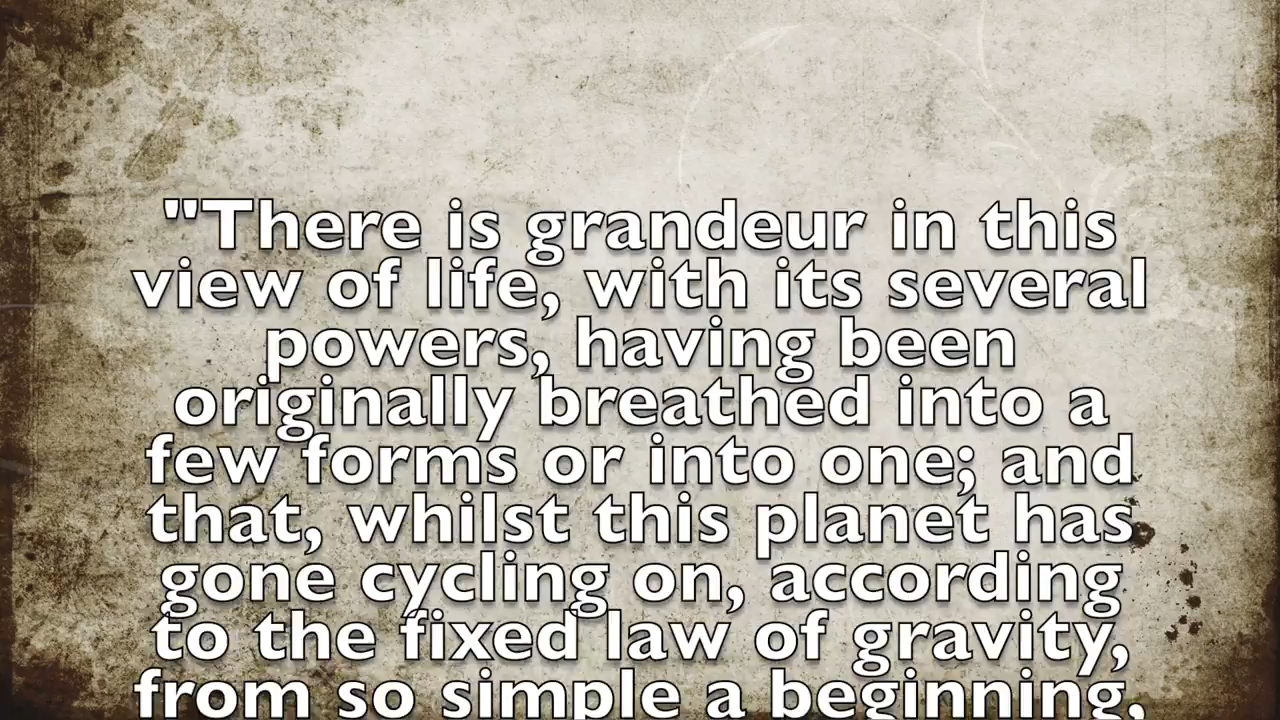 "There is grandeur in this
view of life, with its several
powers, having been
originally breathed into a
few forms or into one; and
that, whilst this planet has
gone cycling on, according
to the fixed law of gravity,
from so simple a beginning,